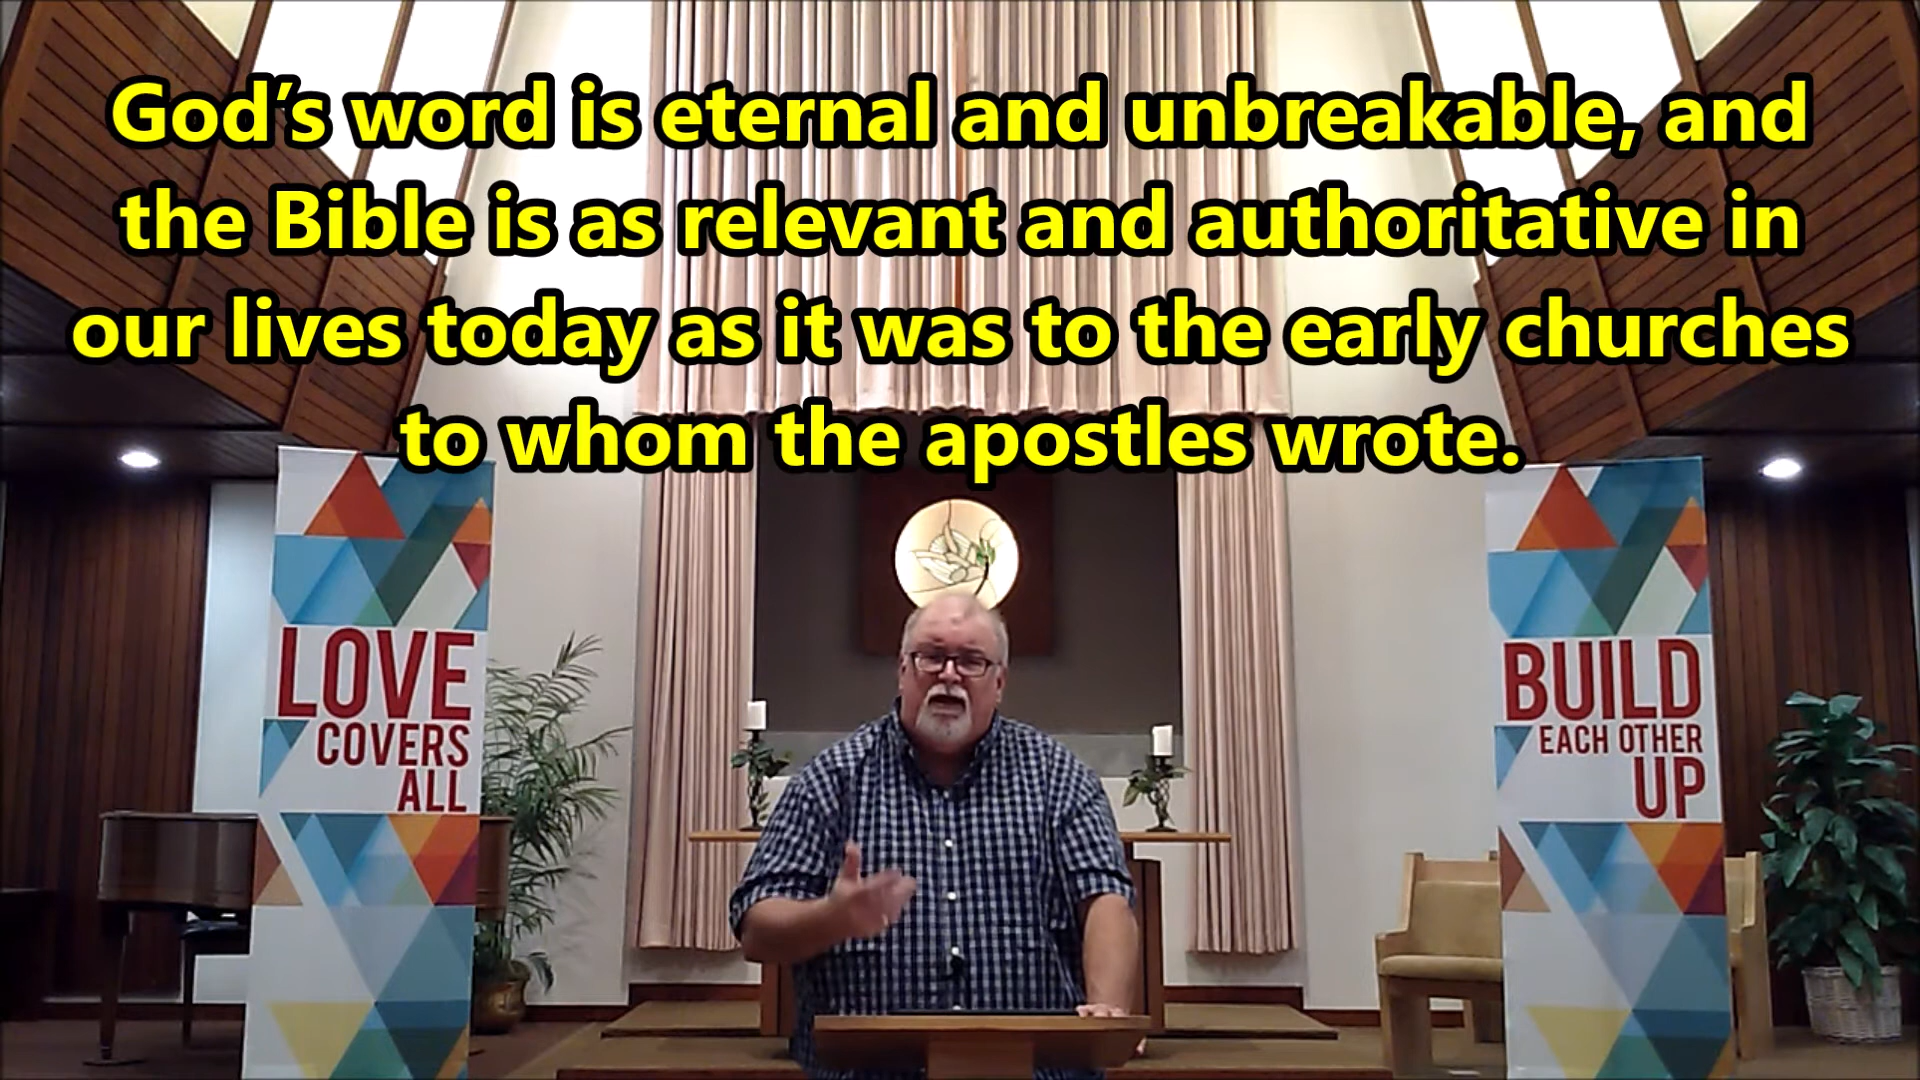 God’s word is eternal and unbreakable, and
the Bible is as relevant and authoritative in
our lives today as it was to the early churches
to whom the apostles wrote.
LOVE
COVERS
ALL
BUILD
EACH OTHER
UP